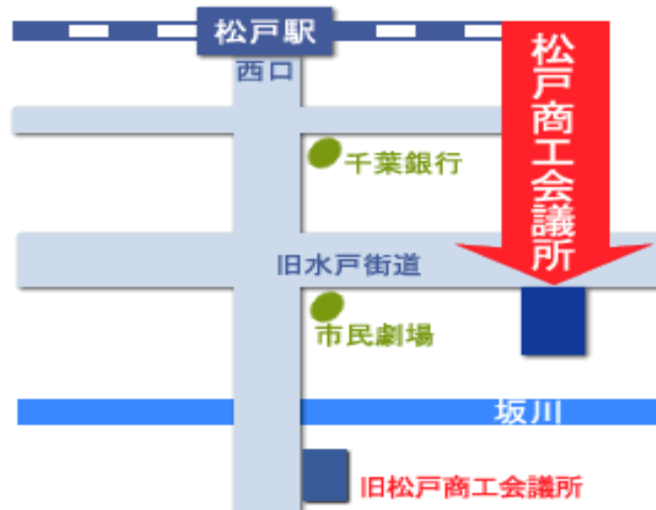 松戸駅
西口
松戸商工会議所
千葉銀行
旧水戸街道
市民劇場
坂川
旧松戸商工会議所